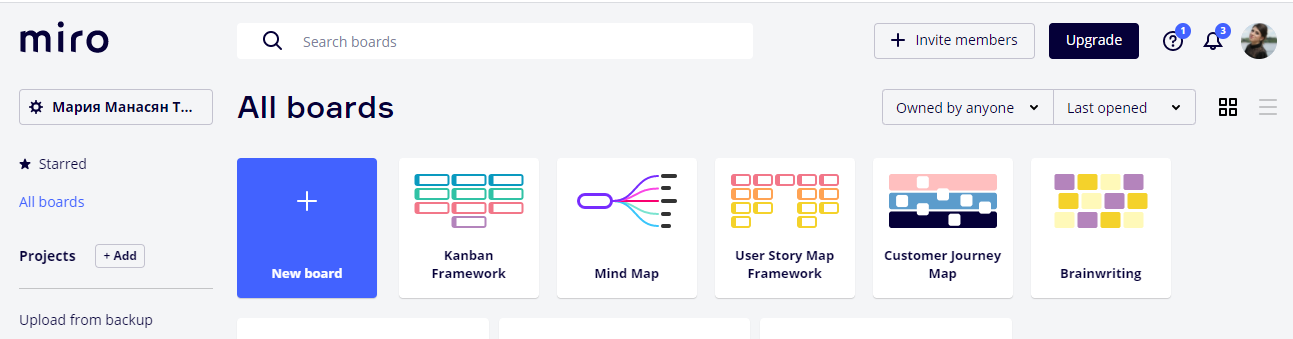 miro
Search boards
Invite members
Upgrade
1
3
Мария Манасян Т...
All boards
Owned by anyone
Last opened
Starred
All boards
Projects
+ Add
Upload from backup
New board
Kanban
Framework
Mind Map
User Story Map
Framework
Customer Journey
Map
Brainwriting